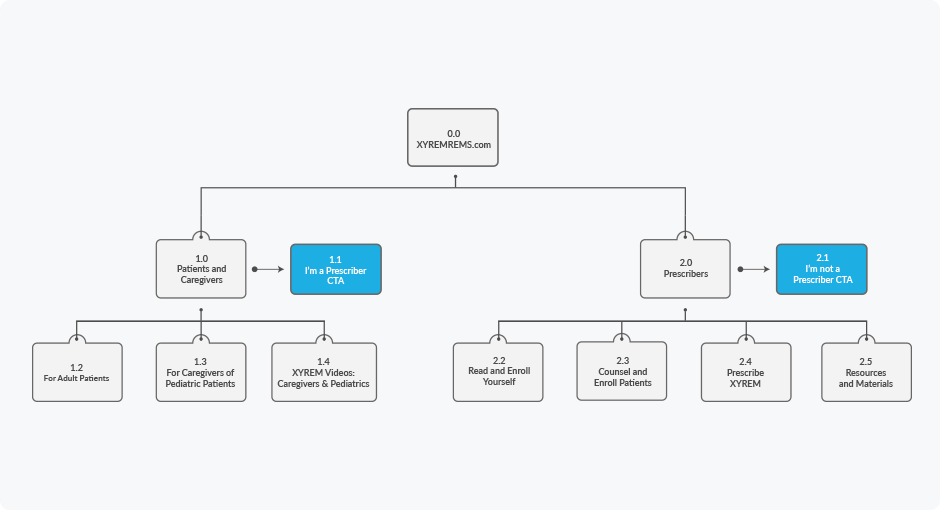 0.0
XYREMREMS.com
1.0
Patients and
Caregivers
1.1
I'm a Prescriber
CTA
2.0
Prescribers
2.1
I'm not a
Prescriber CTA
1.2
For Adult Patients
1.3
For Caregivers of
Pediatric Patients
1.4
XYREM Videos:
Caregivers & Pediatrics
2.2
Read and Enroll
Yourself
2.3
Counsel and
Enroll Patients
2.4
Prescribe
XYREM
2.5
Resources
and Materials